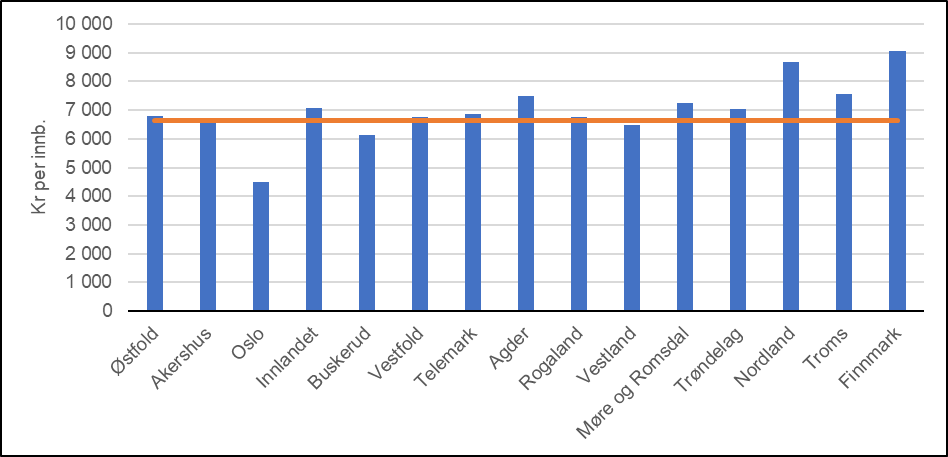 10 000
9 000
8 000
7 000
6 000
5 000
4 000
3 000
2 000
1 000
0
Kr per innb.
Østfold
Akershus
Oslo
Innlandet
Buskerud
Vestfold
Telemark
Agder
Rogaland
Vestland
Møre og Romsdal
Trøndelag
Nordland
Troms
Finnmark